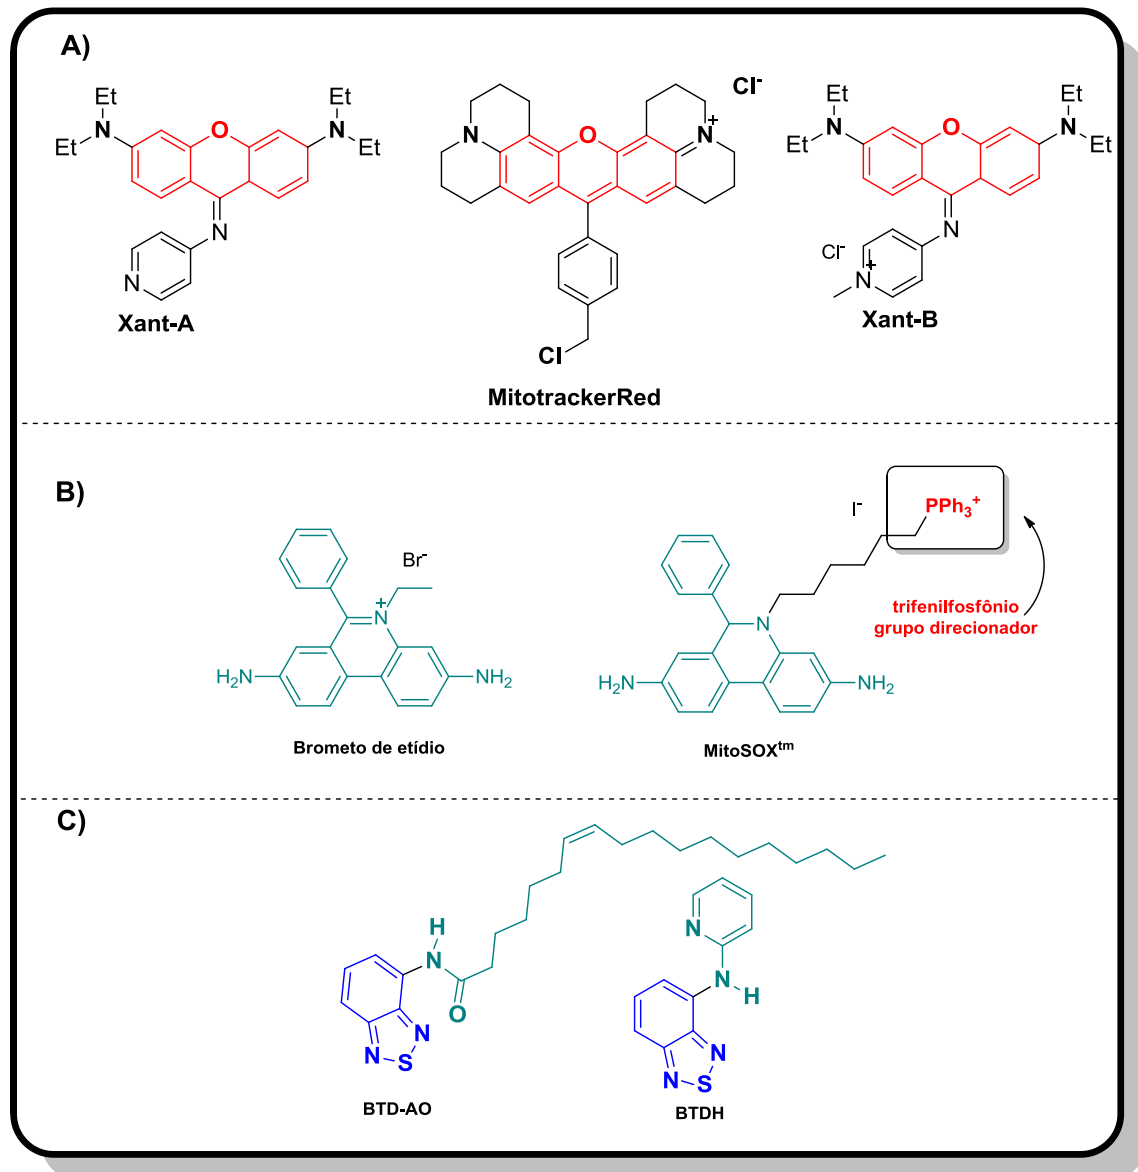 A)
Et
Et
N
O
N
Et
Et
N
N
Xant-A
Cl-
N
O
N+
Cl
MitotrackerRed
Et
Et
N
O
N
Et
Et
N
Cl-
N+
Xant-B
B)
Br-
N+
H2N
NH2
Brometo de etídio
I-
PPh3+
trifenilfosfônio
grupo direcionador
N
H2N
NH2
MitoSOXtm
C)
H
N
O
N
N
S
BTD-AO
N
N
H
N
N
S
BTDH